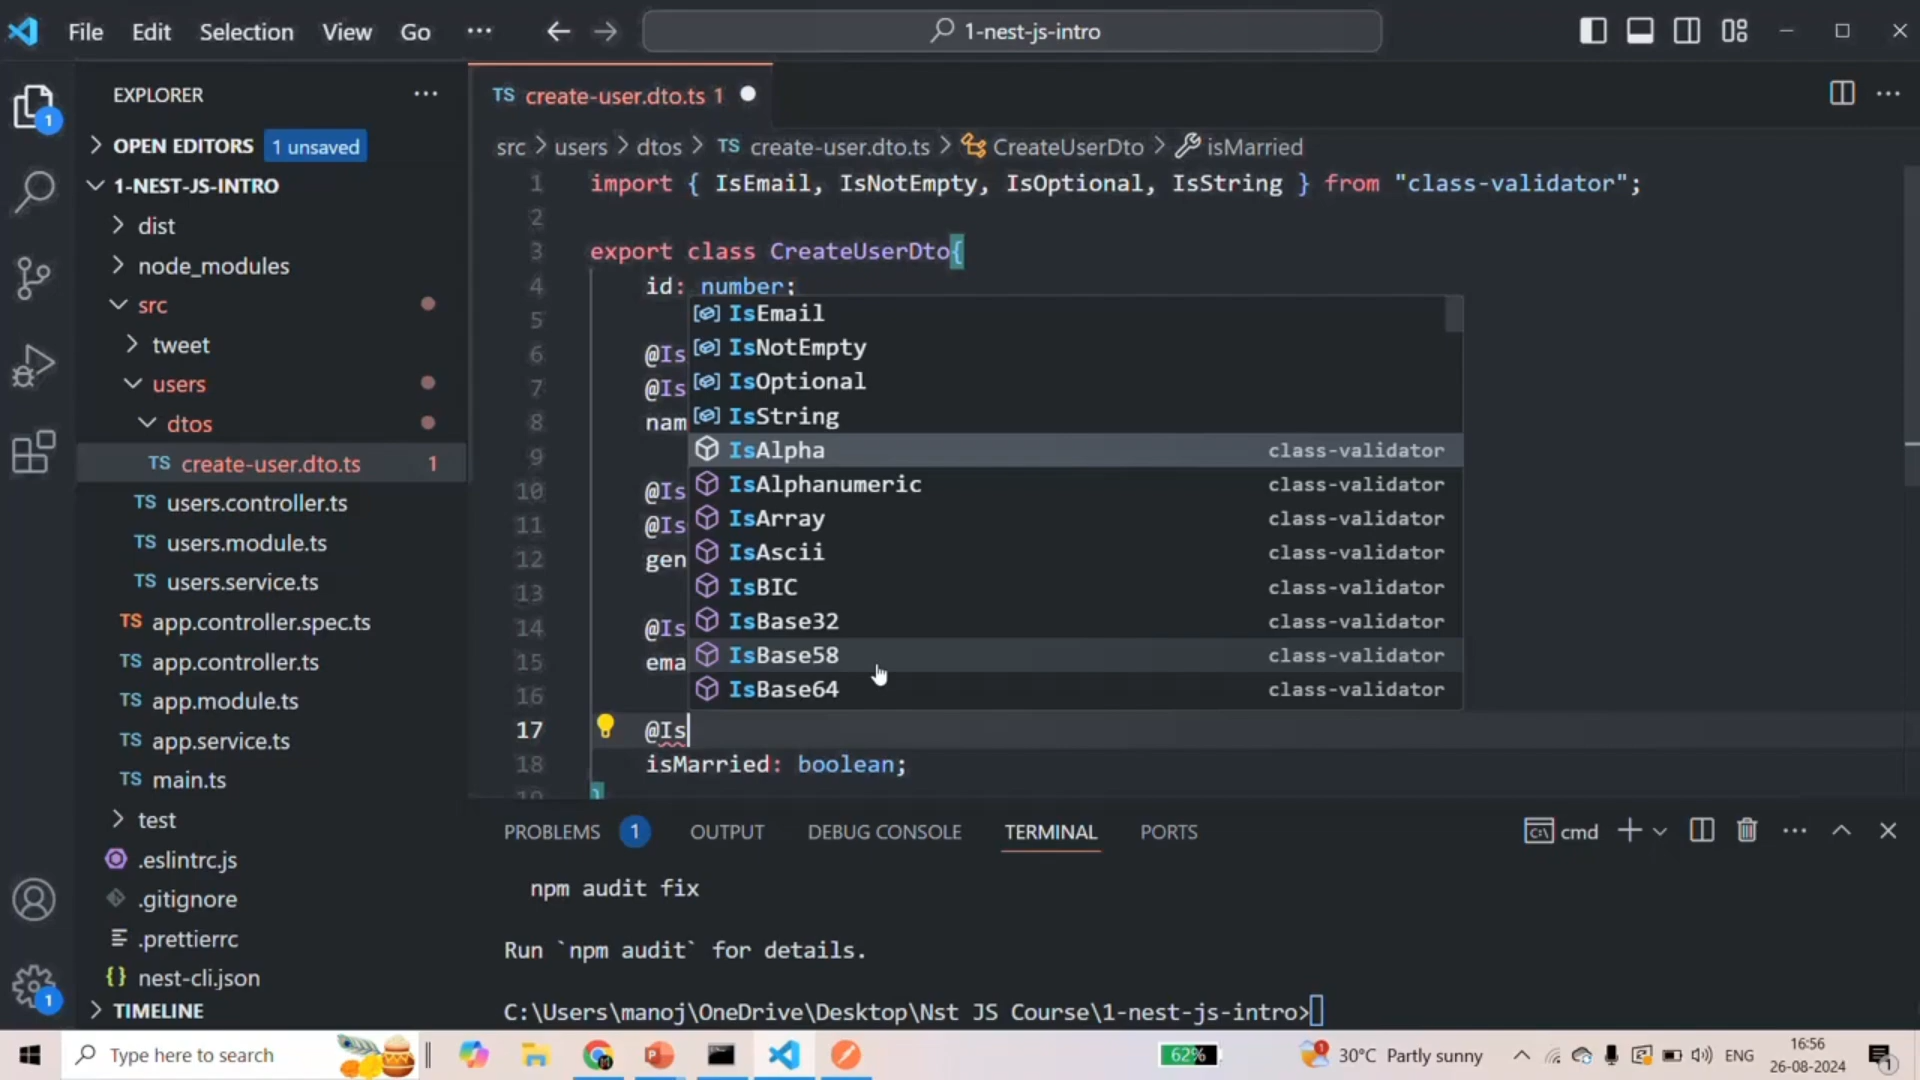 File Edit Selection View Go ... 1-nest-js-intro
EXPLORER
OPEN EDITORS 1 unsaved
1-NEST-JS-INTRO
dist
node_modules
src
tweet
users
dtos
TS create-user.dto.ts 1
TS users.controller.ts
TS users.module.ts
TS users.service.ts
TS app.controller.spec.ts
TS app.controller.ts
TS app.module.ts
TS app.service.ts
TS main.ts
test
.eslintrc.js
.gitignore
.prettierrc
{} nest-cli.json
TIMELINE
1
1
TS create-user.dto.ts 1
src > users > dtos > TS create-user.dto.ts > CreateUserDto > isMarried
1 import { IsEmail, IsNotEmpty, IsOptional, IsString } from "class-validator";
2
3 export class CreateUserDto{
4 id: number;
5
6 @Is
7 @Is
8 nam
9
10 @Is
11 @Is
12 gen
13
14 @Is
15 ema
16
17 @Is
18 isMarried: boolean;
19 }
IsEmail
IsNotEmpty
IsOptional
IsString
IsAlpha class-validator
IsAlphanumeric class-validator
IsArray class-validator
IsAscii class-validator
IsBIC class-validator
IsBase32 class-validator
IsBase58 class-validator
IsBase64 class-validator
PROBLEMS 1 OUTPUT DEBUG CONSOLE TERMINAL PORTS cmd
npm audit fix
Run `npm audit` for details.
C:\Users\manoj\OneDrive\Desktop\Nst JS Course\1-nest-js-intro>
Type here to search 62% 30°C Partly sunny ENG 16:56
26-08-2024